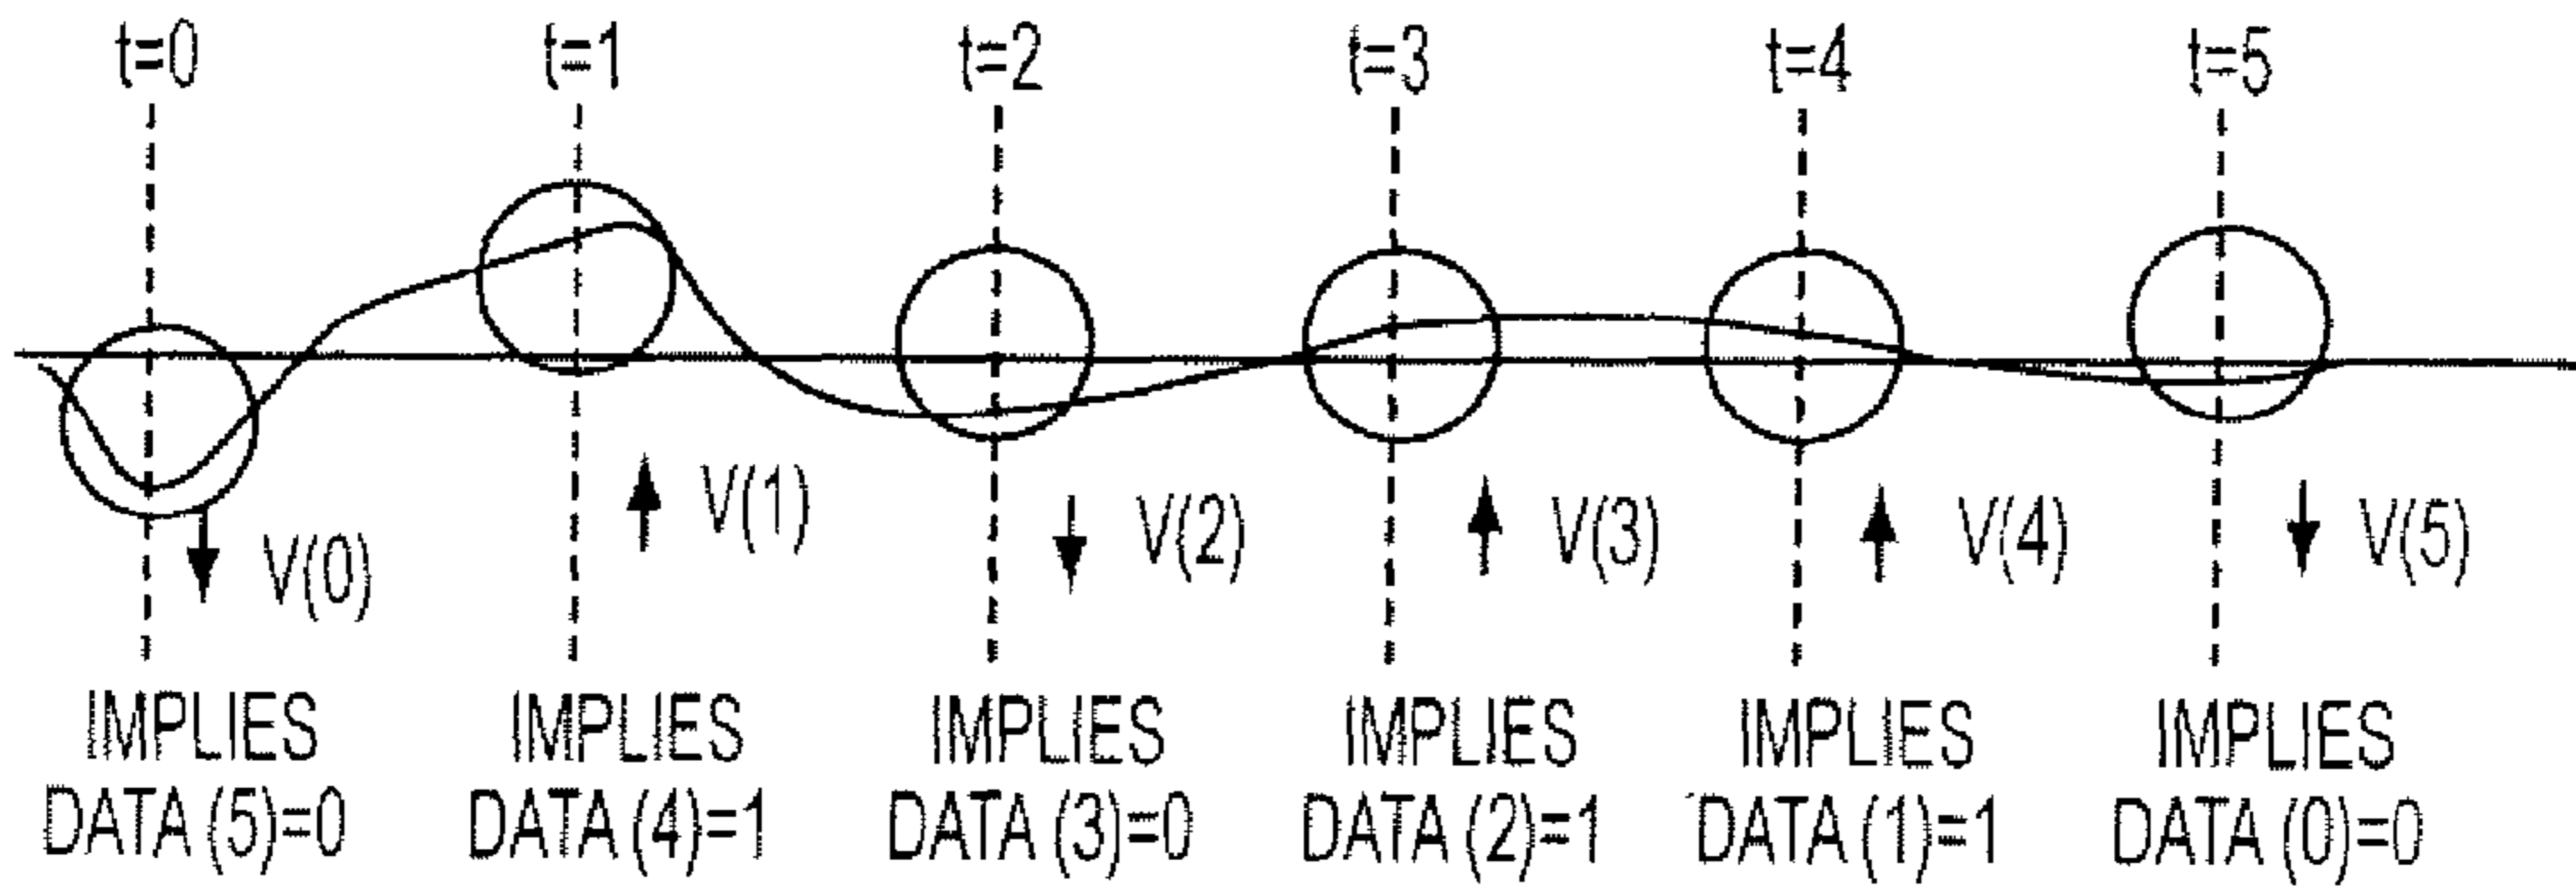 t=0 t=1 t=2 t=3 t=4 t=5
V(0) V(1) V(2) V(3) V(4) V(5)
IMPLIES IMPLIES IMPLIES IMPLIES IMPLIES IMPLIES
DATA (5)=0 DATA (4)=1 DATA (3)=0 DATA (2)=1 DATA (1)=1 DATA (0)=0